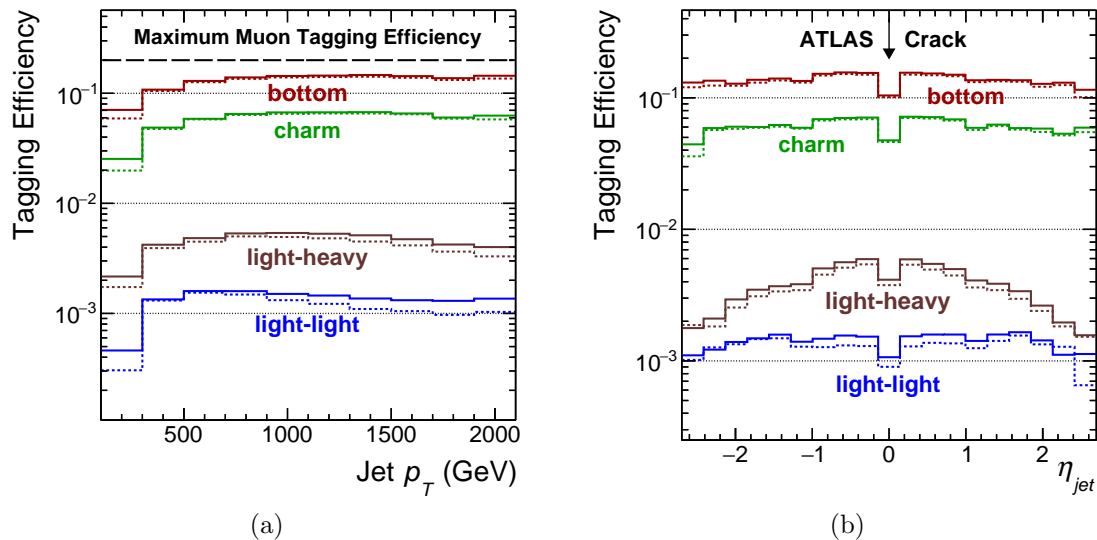 Maximum Muon Tagging Efficiency
Tagging Efficiency
10⁻¹
10⁻²
10⁻³
bottom
charm
light-heavy
light-light
500
1000
1500
2000
Jet p_T (GeV)
(a)
ATLAS
Crack
Tagging Efficiency
10⁻¹
10⁻²
10⁻³
bottom
charm
light-heavy
light-light
−2
−1
0
1
2
η_jet
(b)